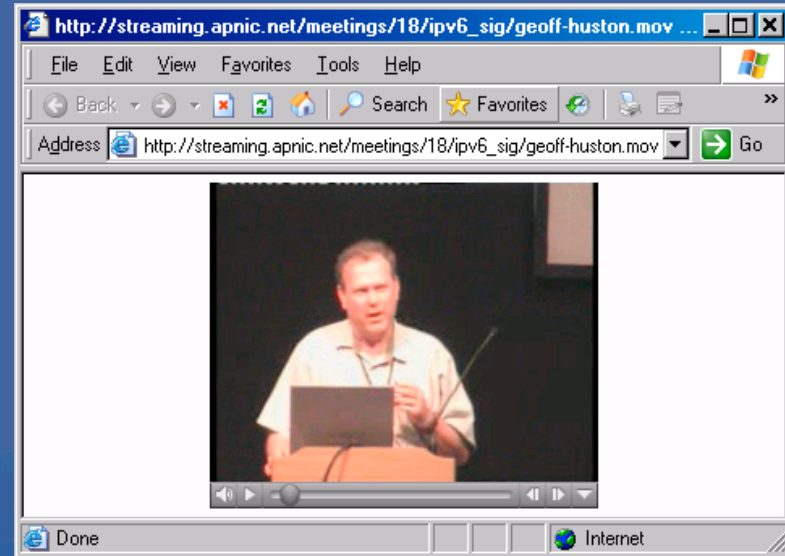 http://streaming.apnic.net/meetings/18/ipv6_sig/geoff-huston.mov ...
File Edit View Favorites Tools Help
Back Search Favorites »
Address http://streaming.apnic.net/meetings/18/ipv6_sig/geoff-huston.mov Go
Done Internet